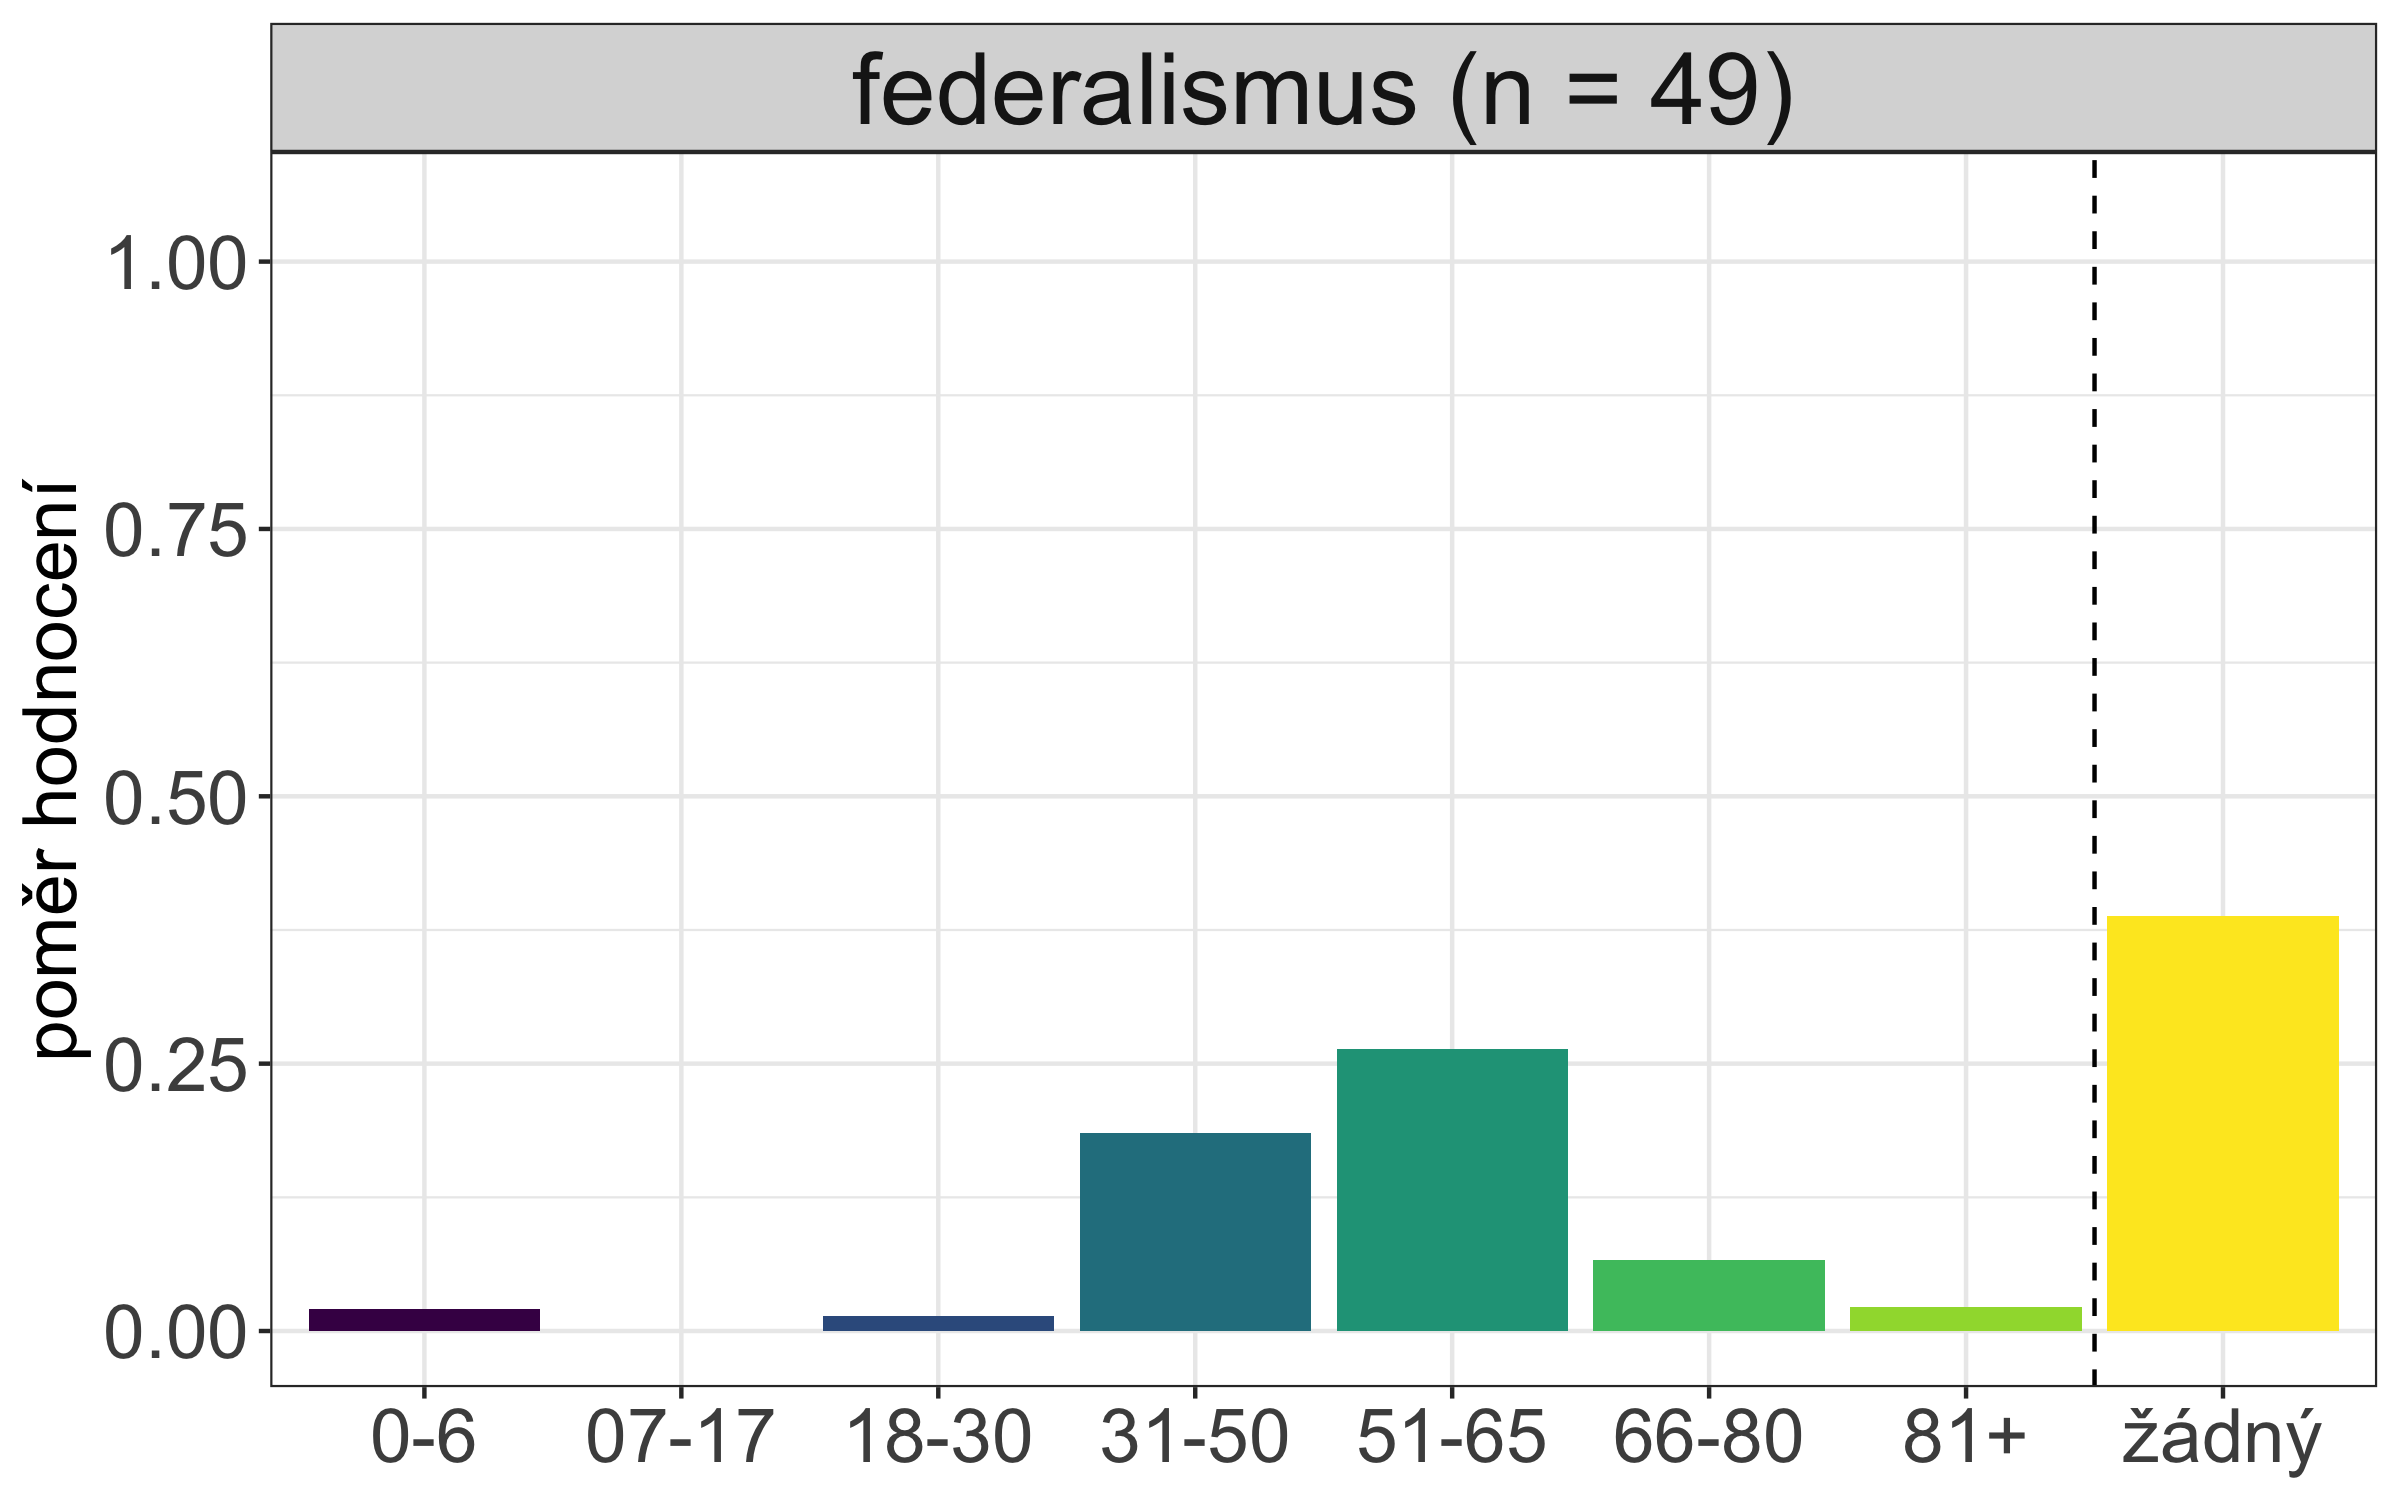 federalismus (n = 49)
poměr hodnocení
1.00
0.75
0.50
0.25
0.00
0-6 07-17 18-30 31-50 51-65 66-80 81+ žádný